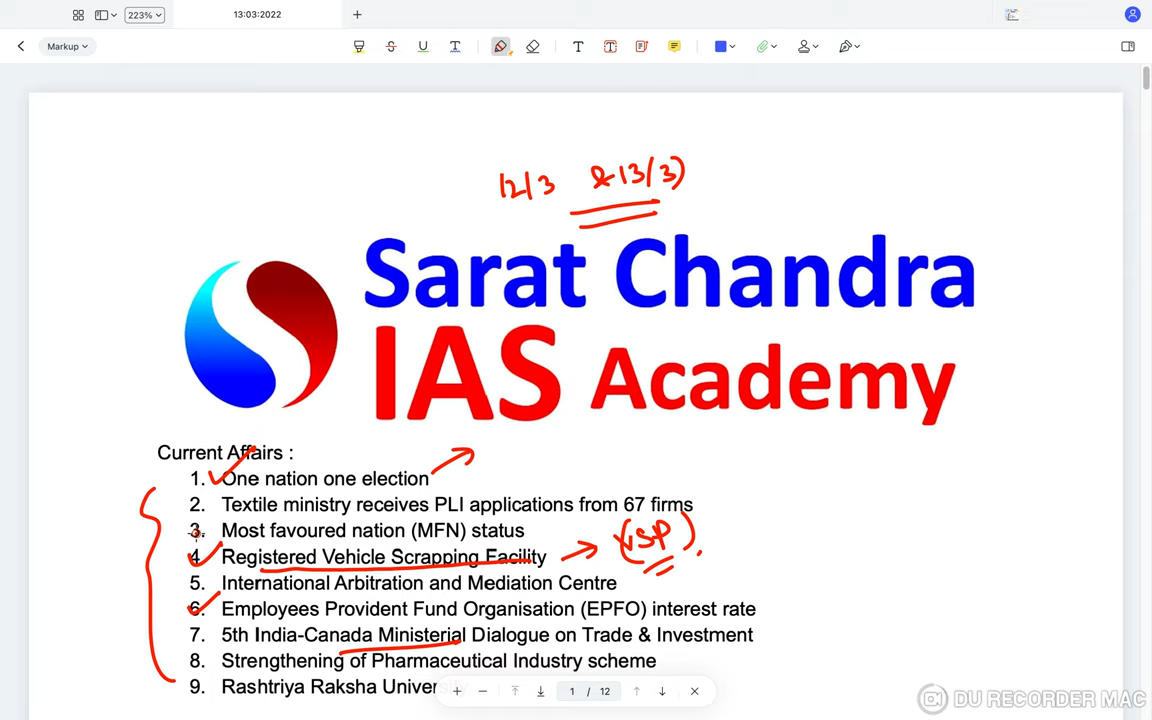 223%
13:03:2022
Markup
12/3 & 13/3)
Sarat Chandra
IAS Academy
Current Affairs :
1. One nation one election
2. Textile ministry receives PLI applications from 67 firms
3. Most favoured nation (MFN) status
4. Registered Vehicle Scrapping Facility (VSP).
5. International Arbitration and Mediation Centre
6. Employees Provident Fund Organisation (EPFO) interest rate
7. 5th India-Canada Ministerial Dialogue on Trade & Investment
8. Strengthening of Pharmaceutical Industry scheme
9. Rashtriya Raksha University
1 / 12
DU RECORDER MAC